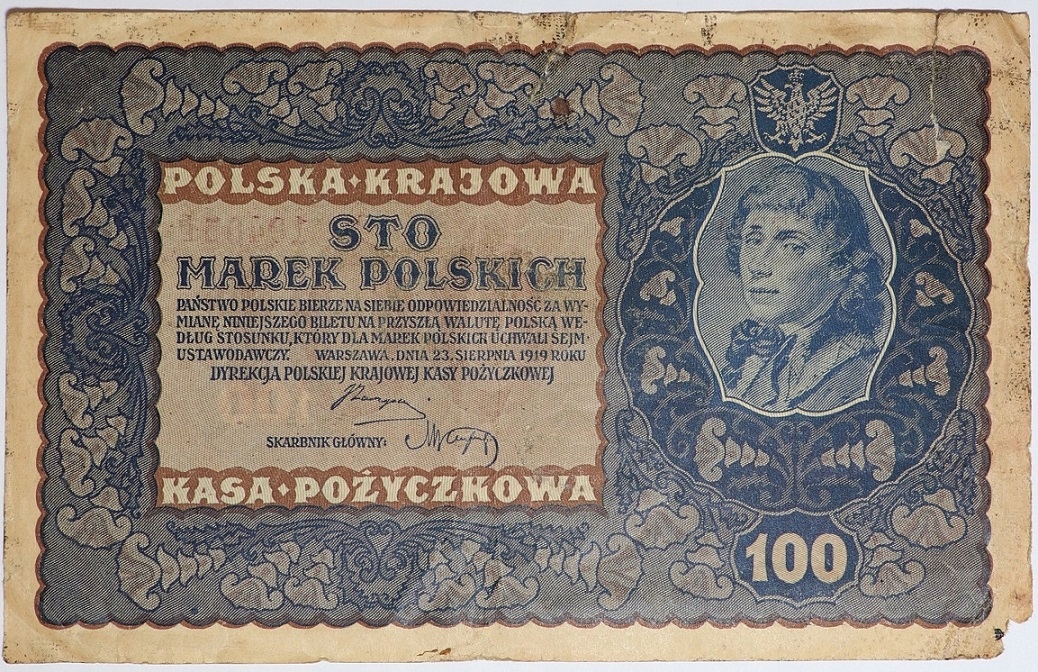 POLSKA·KRAJOWA
STO
MAREK POLSKICH
PAŃSTWO POLSKIE BIERZE NA SIEBIE ODPOWIEDZIALNOŚĆ ZA WY-
MIANĘ NINIEJSZEGO BILETU NA PRZYSZŁĄ WALUTĘ POLSKĄ WE-
DŁUG STOSUNKU, KTÓRY DLA MAREK POLSKICH UCHWALI SEJM
USTAWODAWCZY. WARSZAWA, DNIA 23. SIERPNIA 1919 ROKU
DYREKCJA POLSKIEJ KRAJOWEJ KASY POŻYCZKOWEJ
SKARBNIK GŁÓWNY:
KASA·POŻYCZKOWA
100